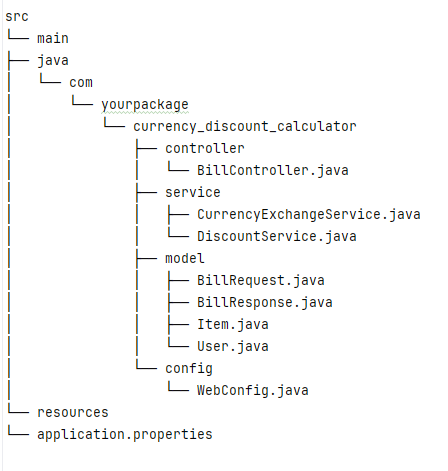 src
└── main
├── java
│   └── com
│       └── yourpackage
│           └── currency_discount_calculator
│               ├── controller
│               │   └── BillController.java
│               ├── service
│               │   ├── CurrencyExchangeService.java
│               │   └── DiscountService.java
│               ├── model
│               │   ├── BillRequest.java
│               │   ├── BillResponse.java
│               │   ├── Item.java
│               │   └── User.java
│               └── config
│                   └── WebConfig.java
└── resources
└── application.properties